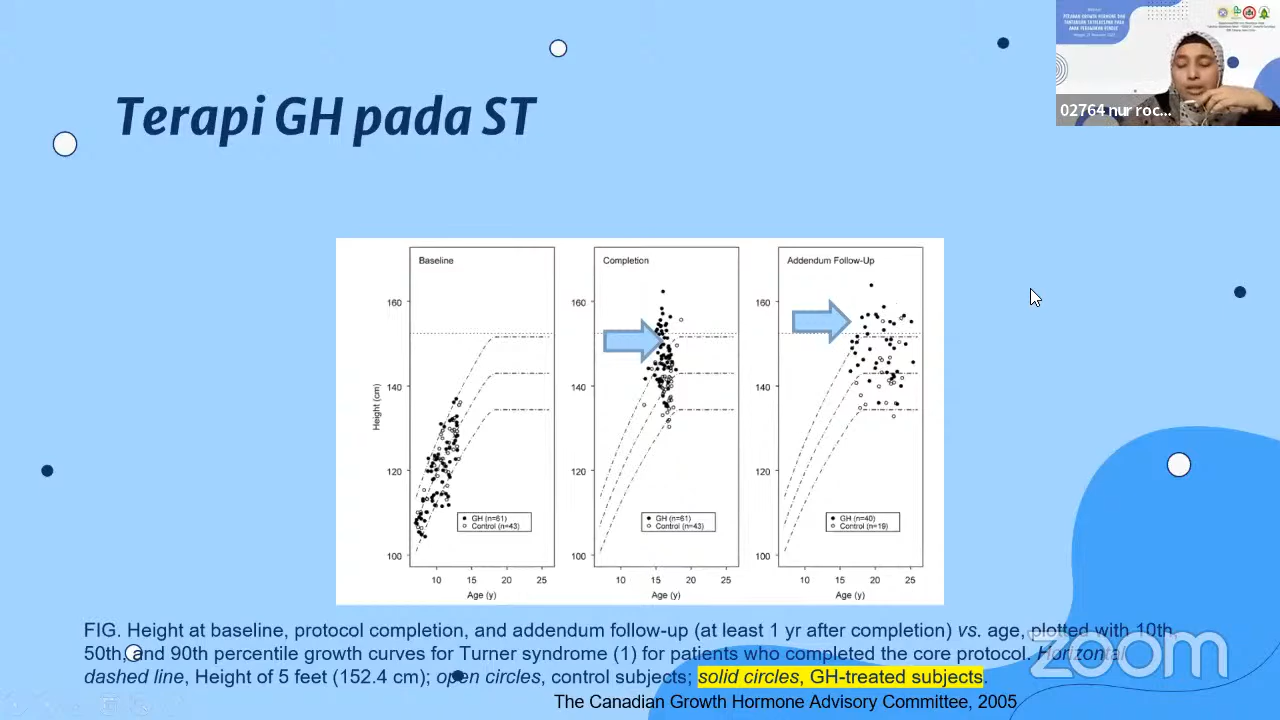 Terapi GH pada ST
02764 nur roc...
Baseline
Completion
Addendum Follow-Up
Height (cm)
160
140
120
100
160
140
120
100
160
140
120
100
GH (n=61)
Control (n=43)
GH (n=61)
Control (n=43)
GH (n=40)
Control (n=19)
10 15 20 25
10 15 20 25
10 15 20 25
Age (y)
Age (y)
Age (y)
FIG. Height at baseline, protocol completion, and addendum follow-up (at least 1 yr after completion) vs. age, plotted with 10th
50th, and 90th percentile growth curves for Turner syndrome (1) for patients who completed the core protocol. Horizontal
dashed line, Height of 5 feet (152.4 cm); open circles, control subjects; solid circles, GH-treated subjects.
The Canadian Growth Hormone Advisory Committee, 2005
zoom